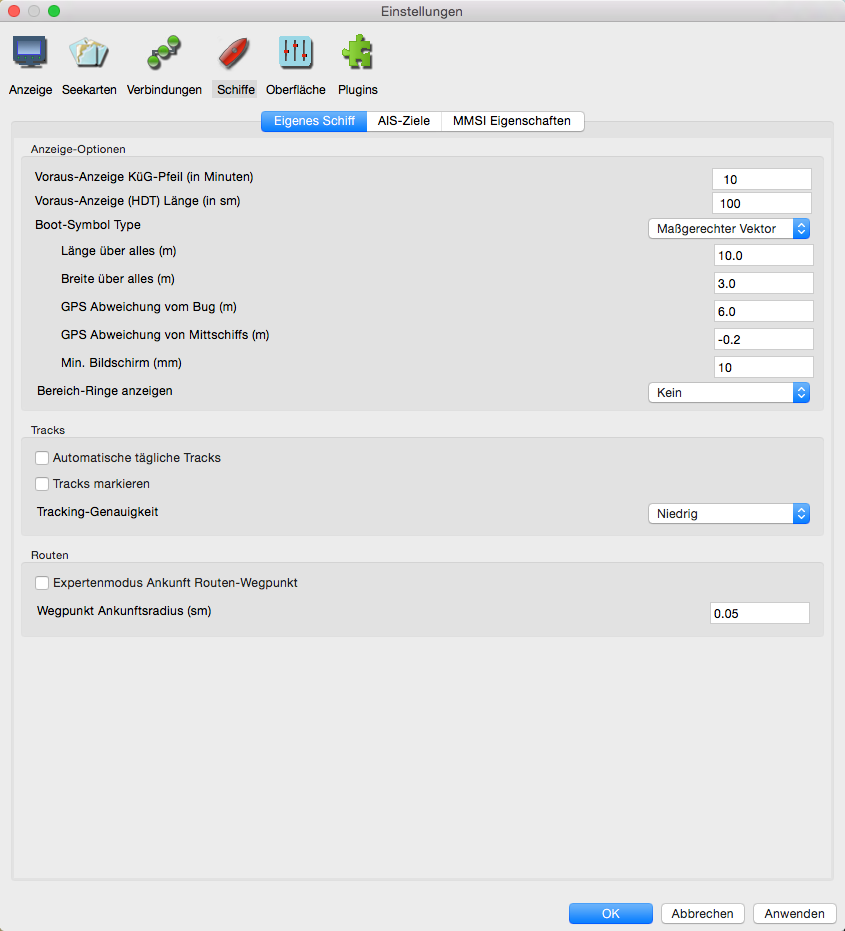 Einstellungen
Anzeige Seekarten Verbindungen Schiffe Oberfläche Plugins
Eigenes Schiff AIS-Ziele MMSI Eigenschaften
Anzeige-Optionen
Voraus-Anzeige KüG-Pfeil (in Minuten) 10
Voraus-Anzeige (HDT) Länge (in sm) 100
Boot-Symbol Type Maßgerechter Vektor
Länge über alles (m) 10.0
Breite über alles (m) 3.0
GPS Abweichung vom Bug (m) 6.0
GPS Abweichung von Mittschiffs (m) -0.2
Min. Bildschirm (mm) 10
Bereich-Ringe anzeigen Kein
Tracks
Automatische tägliche Tracks
Tracks markieren
Tracking-Genauigkeit Niedrig
Routen
Expertenmodus Ankunft Routen-Wegpunkt
Wegpunkt Ankunftsradius (sm) 0.05
OK Abbrechen Anwenden